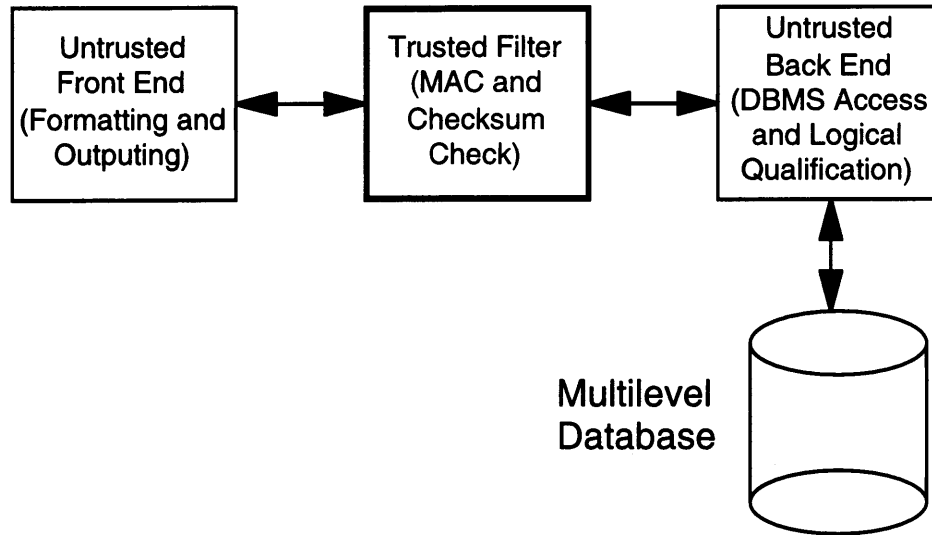 Untrusted
Front End
(Formatting and
Outputing)
Trusted Filter
(MAC and
Checksum
Check)
Untrusted
Back End
(DBMS Access
and Logical
Qualification)
Multilevel
Database